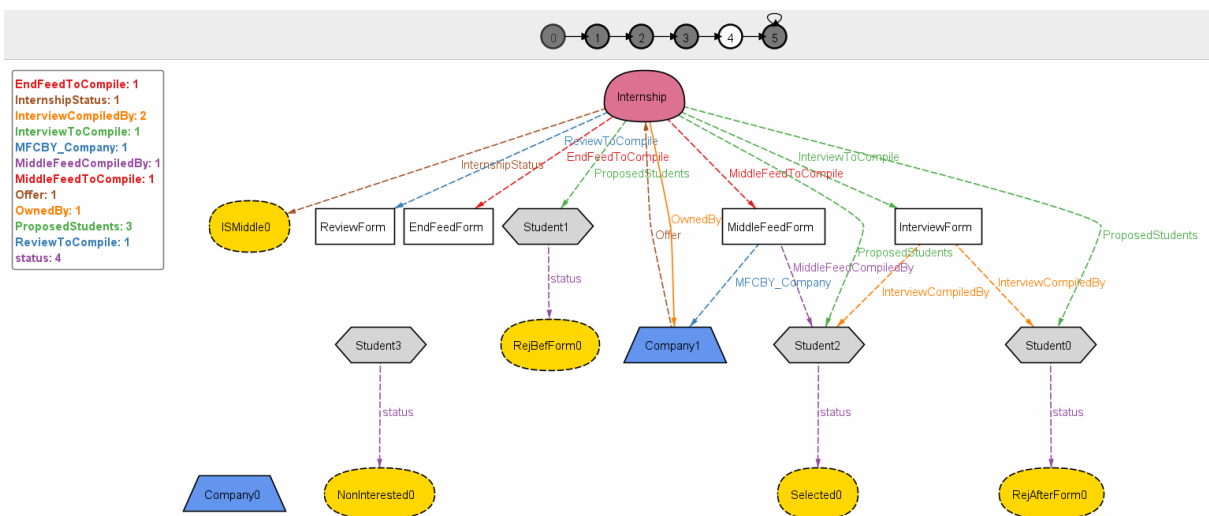 0 1 2 3 4 5
EndFeedToCompile: 1
InternshipStatus: 1
InterviewCompiledBy: 2
InterviewToCompile: 1
MFCBY_Company: 1
MiddleFeedCompiledBy: 1
MiddleFeedToCompile: 1
Offer: 1
OwnedBy: 1
ProposedStudents: 3
ReviewToCompile: 1
status: 4
Internship
ReviewToCompile
EndFeedToCompile
InterviewToCompile
InternshipStatus
ProposedStudents
MiddleFeedToCompile
ISMiddle0
ReviewForm
EndFeedForm
Student1
OwnedBy
Offer
MiddleFeedForm
InterviewForm
ProposedStudents
ProposedStudents
MiddleFeedCompiledBy
status
MFCBY_Company
InterviewCompiledBy
InterviewCompiledBy
Student3
RejBefForm0
Company1
Student2
Student0
status
status
status
Company0
NonInterested0
Selected0
RejAfterForm0